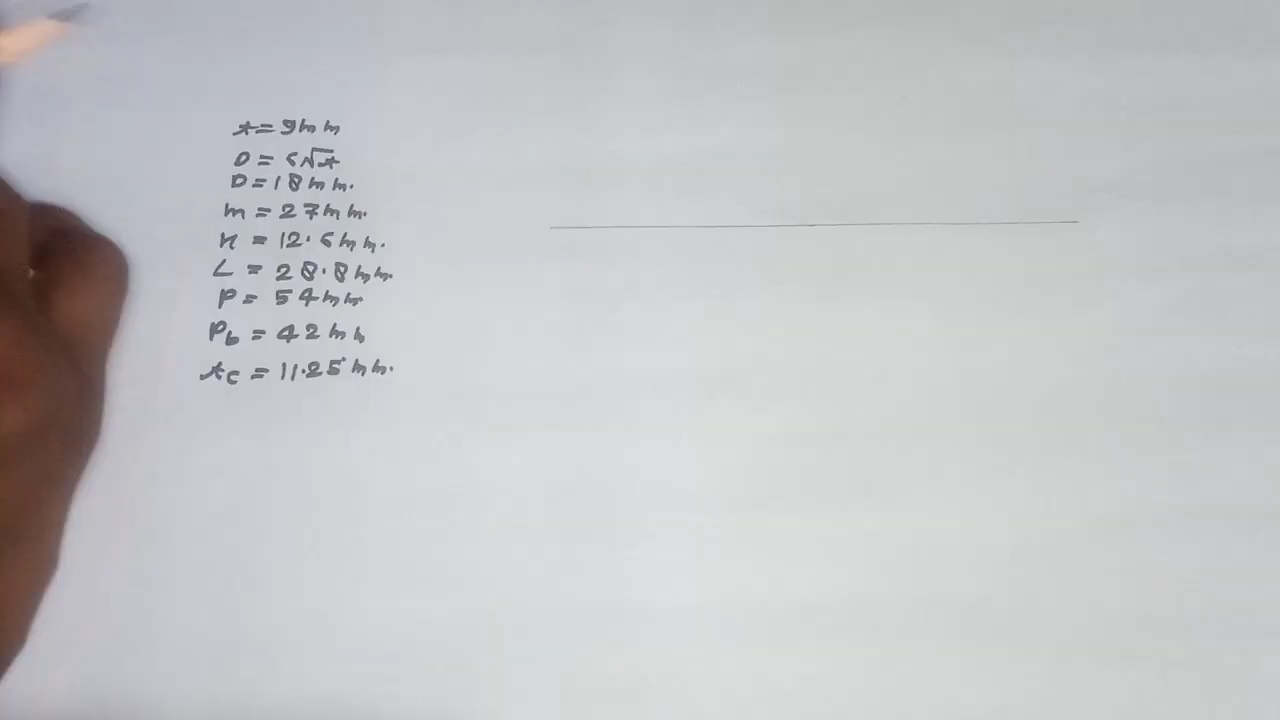 t = 9mm
D = 6√t
D = 18mm.
m = 27mm.
H = 12.6mm.
L = 28.8mm.
P = 54mm.
Pb = 42mm
tc = 11.25mm.